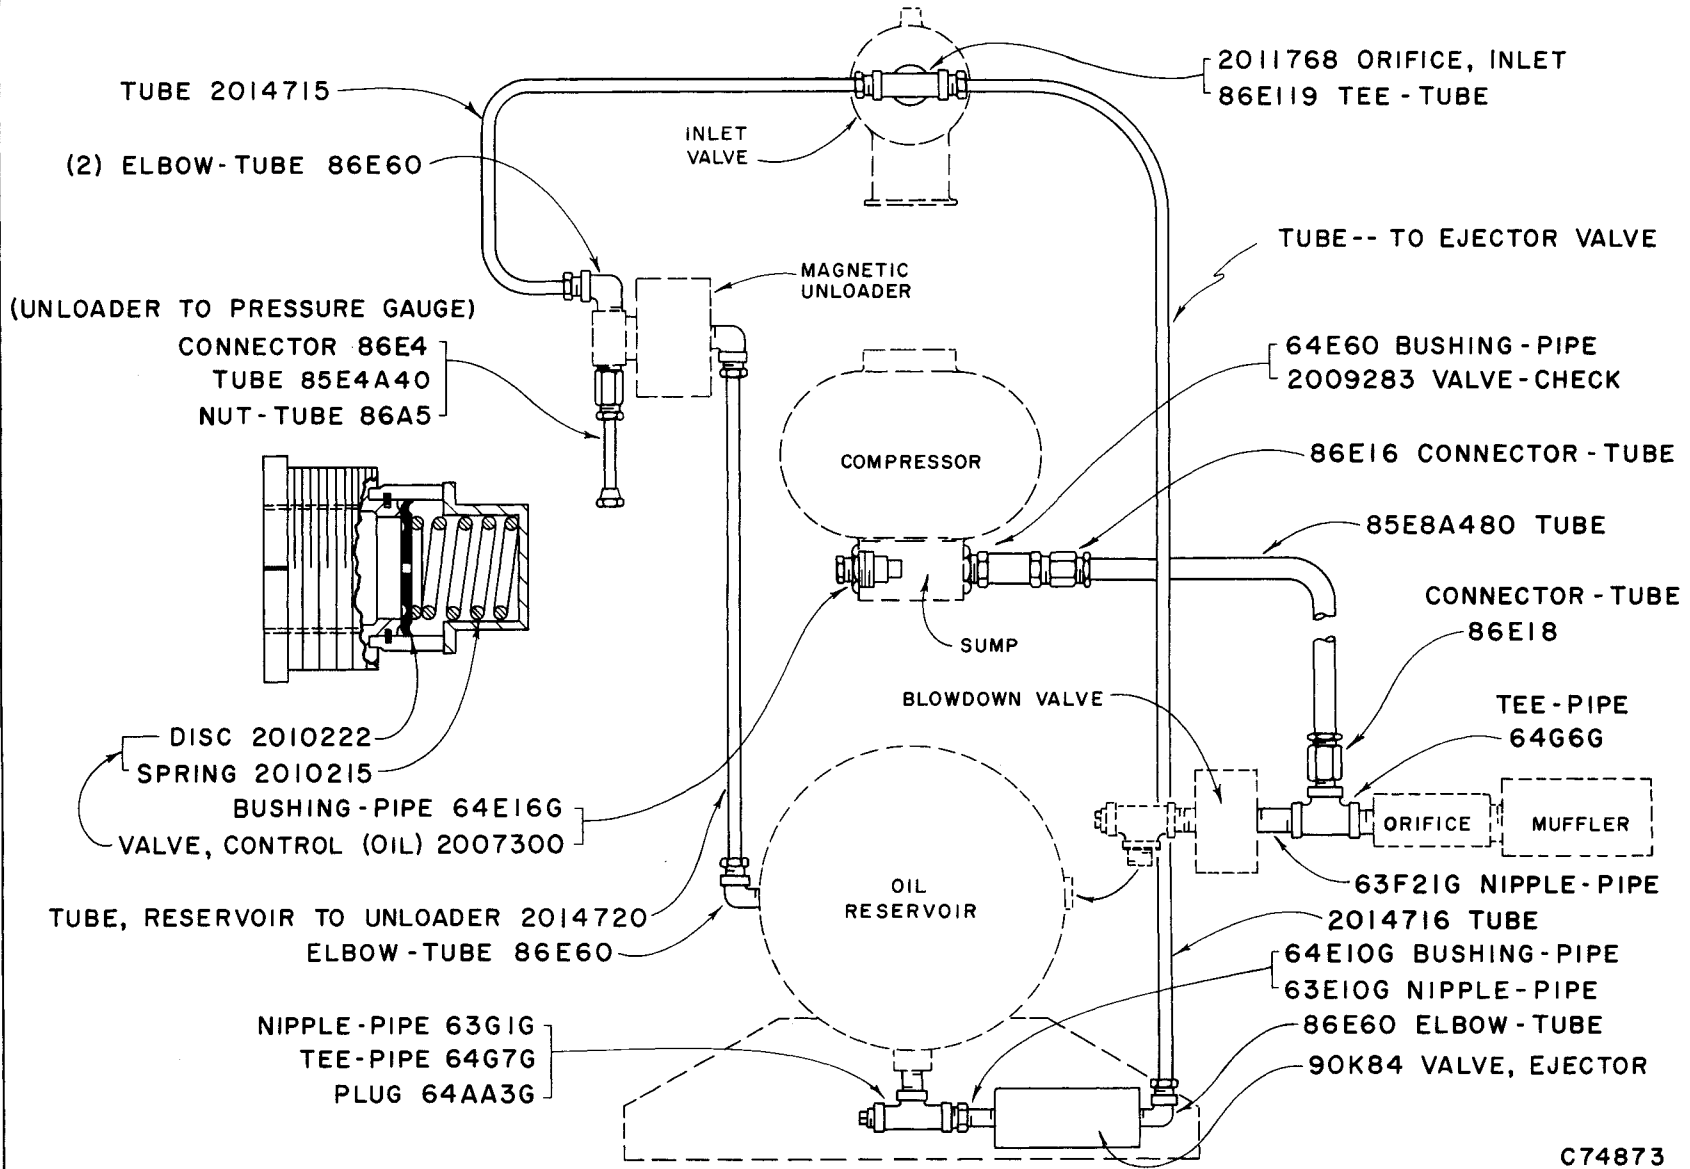 2011768 ORIFICE, INLET
86E119 TEE-TUBE
TUBE 2014715
INLET
VALVE
(2) ELBOW-TUBE 86E60
TUBE-- TO EJECTOR VALVE
MAGNETIC
UNLOADER
(UNLOADER TO PRESSURE GAUGE)
CONNECTOR 86E4
TUBE 85E4A40
NUT-TUBE 86A5
64E60 BUSHING-PIPE
2009283 VALVE-CHECK
COMPRESSOR
86E16 CONNECTOR-TUBE
85E8A480 TUBE
CONNECTOR-TUBE
86E18
SUMP
BLOWDOWN VALVE
TEE-PIPE
64G6G
DISC 2010222
SPRING 2010215
BUSHING-PIPE 64E16G
VALVE, CONTROL (OIL) 2007300
ORIFICE
MUFFLER
OIL
RESERVOIR
63F21G NIPPLE-PIPE
2014716 TUBE
TUBE, RESERVOIR TO UNLOADER 2014720
ELBOW-TUBE 86E60
64E10G BUSHING-PIPE
63E10G NIPPLE-PIPE
86E60 ELBOW-TUBE
90K84 VALVE, EJECTOR
NIPPLE-PIPE 63G1G
TEE-PIPE 64G7G
PLUG 64AA3G
C74873